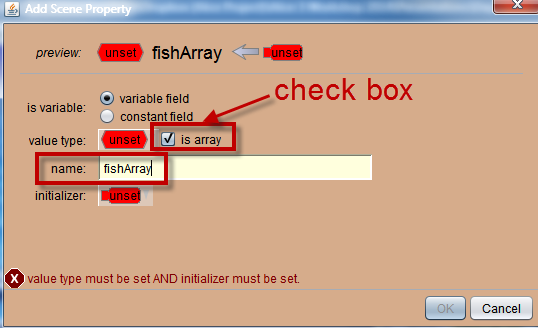 Add Scene Property
preview: unset fishArray unset
check box
is variable: variable field
constant field
value type: unset is array
name: fishArray
initializer: unset
value type must be set AND initializer must be set.
OK Cancel